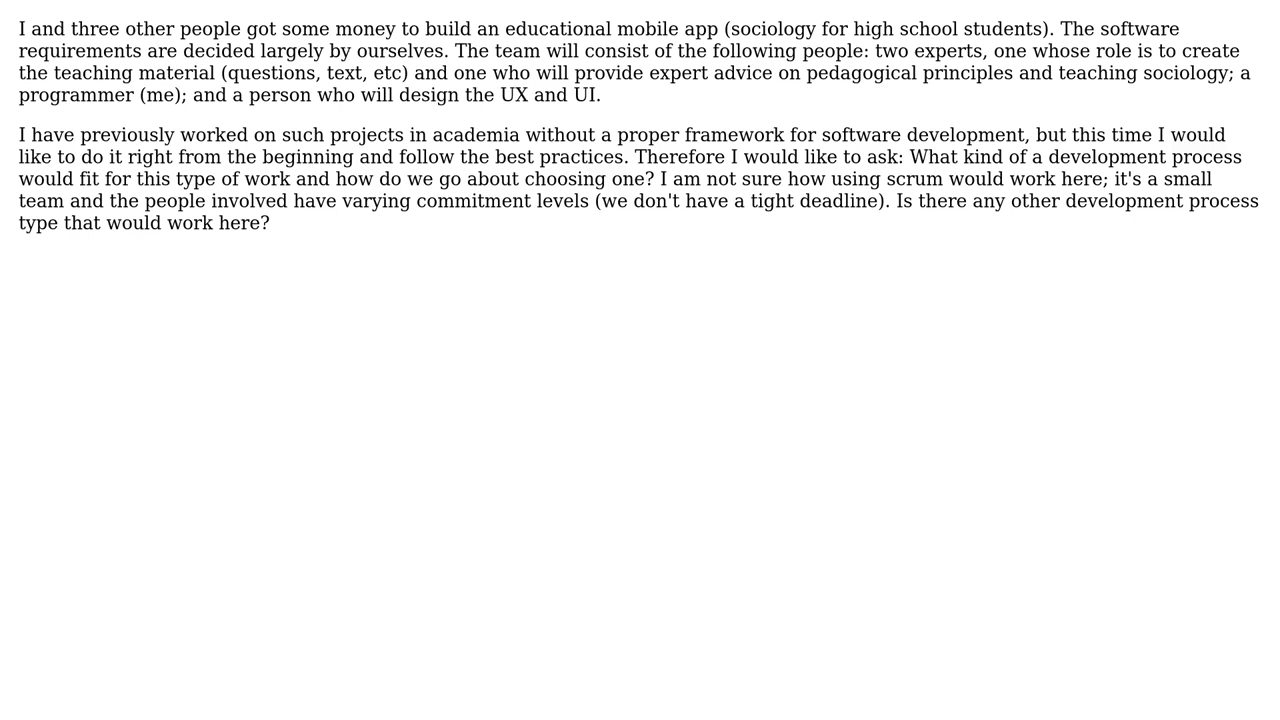 I and three other people got some money to build an educational mobile app (sociology for high school students). The software
requirements are decided largely by ourselves. The team will consist of the following people: two experts, one whose role is to create
the teaching material (questions, text, etc) and one who will provide expert advice on pedagogical principles and teaching sociology; a
programmer (me); and a person who will design the UX and UI.
I have previously worked on such projects in academia without a proper framework for software development, but this time I would
like to do it right from the beginning and follow the best practices. Therefore I would like to ask: What kind of a development process
would fit for this type of work and how do we go about choosing one? I am not sure how using scrum would work here; it's a small
team and the people involved have varying commitment levels (we don't have a tight deadline). Is there any other development process
type that would work here?